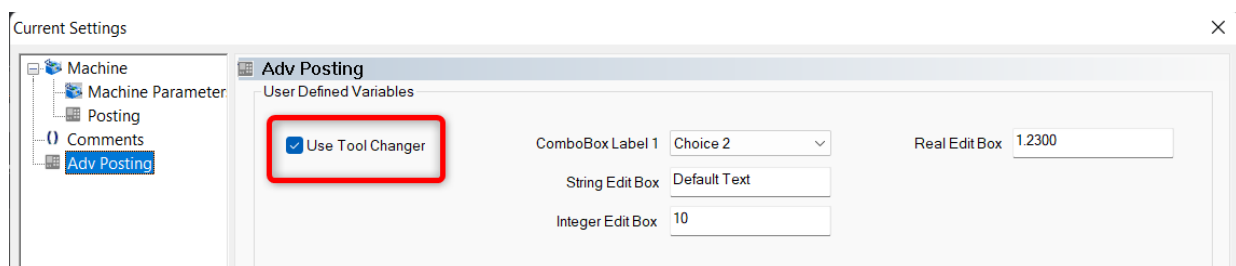 Current Settings
Machine
Machine Parameter
Posting
Comments
Adv Posting
Adv Posting
User Defined Variables
Use Tool Changer
ComboBox Label 1 Choice 2
Real Edit Box 1.2300
String Edit Box Default Text
Integer Edit Box 10